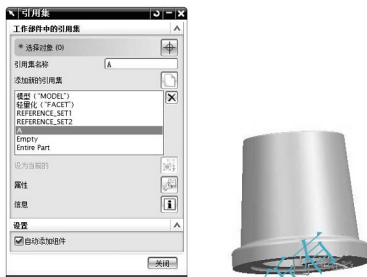 引用集
工作部件中的引用集
* 选择对象 (0)
引用集名称 A
添加新的引用集
模型 ("MODEL")
轻量化 ("FACET")
REFERENCE_SET1
REFERENCE_SET2
A
Empty
Entire Part
设为当前的
属性
信息
设置
自动添加组件
关闭